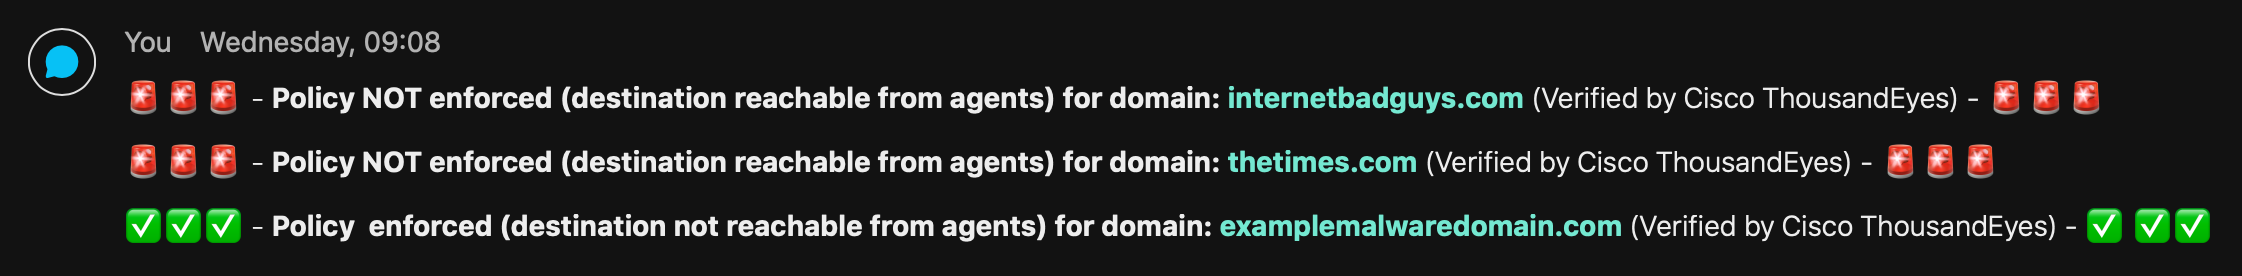 You Wednesday, 09:08
🚨 🚨 🚨 - Policy NOT enforced (destination reachable from agents) for domain: internetbadguys.com (Verified by Cisco ThousandEyes) - 🚨 🚨 🚨
🚨 🚨 🚨 - Policy NOT enforced (destination reachable from agents) for domain: thetimes.com (Verified by Cisco ThousandEyes) - 🚨 🚨 🚨
✅✅✅ - Policy  enforced (destination not reachable from agents) for domain: examplemalwaredomain.com (Verified by Cisco ThousandEyes) - ✅ ✅✅